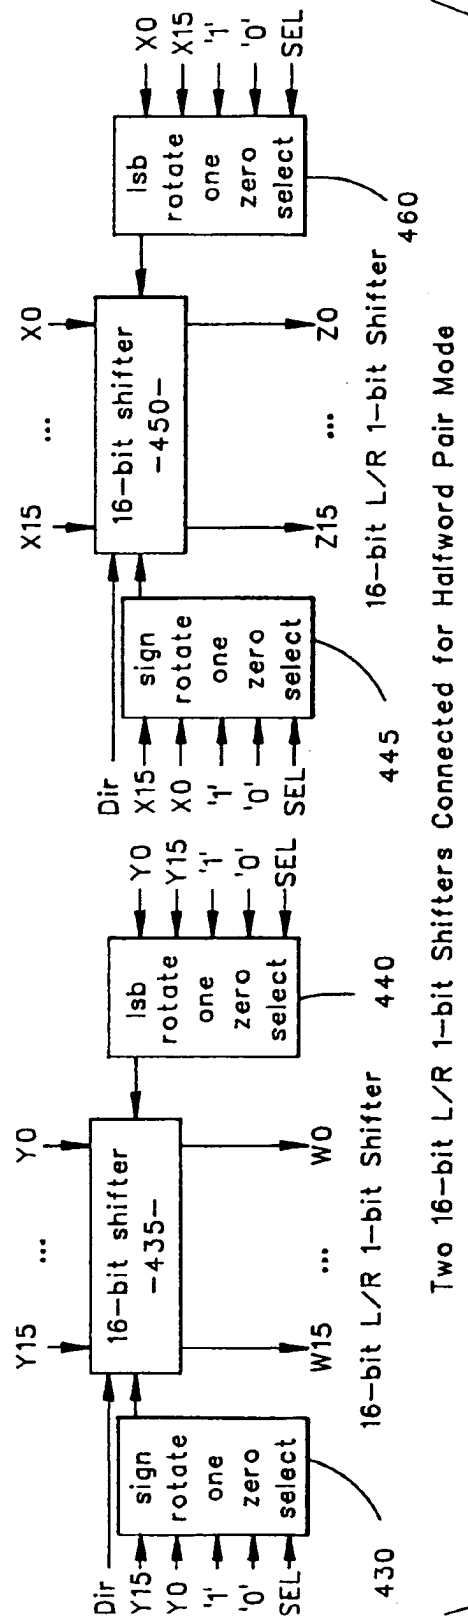 Y15 ... Y0
X15 ... X0
Dir
Y15
Y0
'1'
'0'
SEL
sign
rotate
one
zero
select
430
16-bit shifter
-435-
W15 ... W0
16-bit L/R 1-bit Shifter
lsb
rotate
one
zero
select
Y0
Y15
'1'
'0'
SEL
440
Dir
X15
X0
'1'
'0'
SEL
sign
rotate
one
zero
select
445
16-bit shifter
-450-
Z15 ... Z0
16-bit L/R 1-bit Shifter
lsb
rotate
one
zero
select
X0
X15
'1'
'0'
SEL
460
Two 16-bit L/R 1-bit Shifters Connected for Halfword Pair Mode